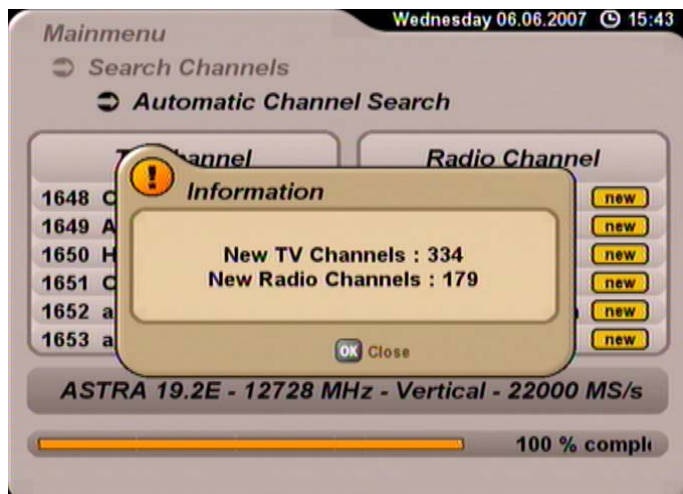 Wednesday 06.06.2007 15:43
Mainmenu
Search Channels
Automatic Channel Search
Radio Channel
Information
New TV Channels : 334
New Radio Channels : 179
OK Close
1648 new
1649 A new
1650 H new
1651 new
1652 a new
1653 a new
ASTRA 19.2E - 12728 MHz - Vertical - 22000 MS/s
100 % comple